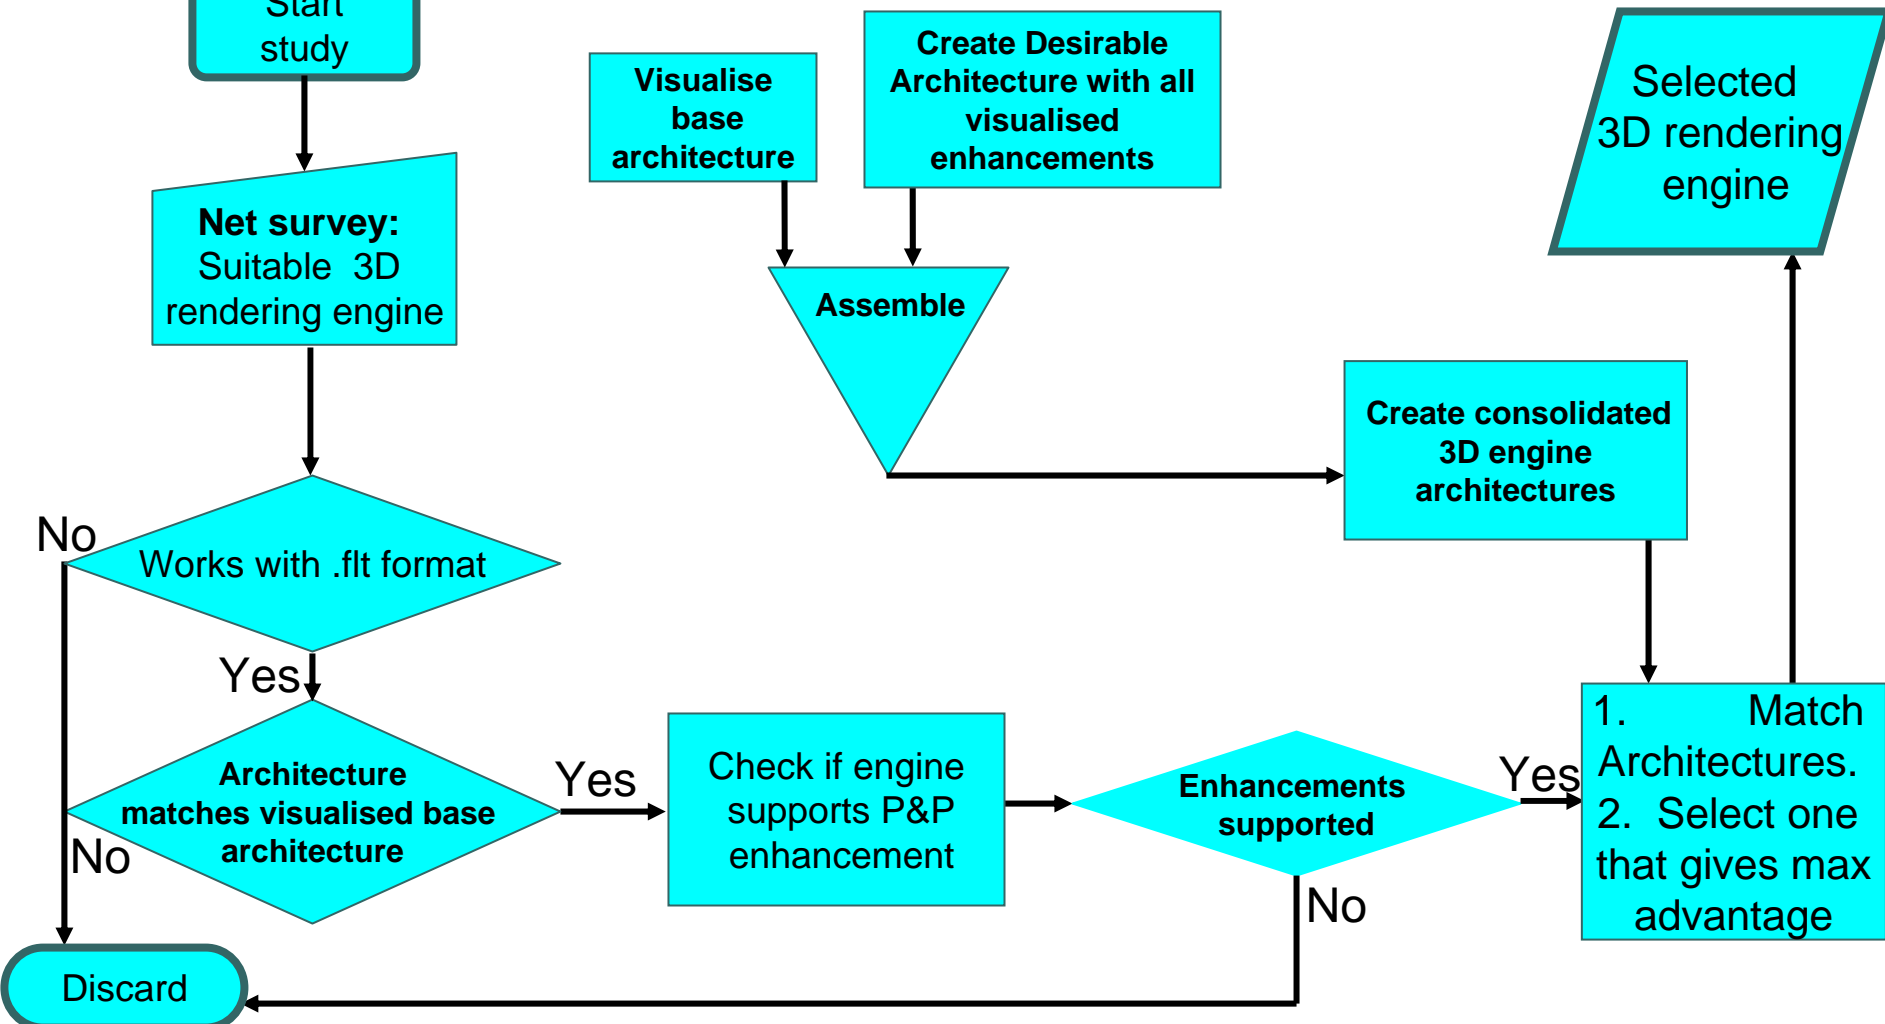 Start
study
Visualise
base
architecture
Create Desirable
Architecture with all
visualised
enhancements
Selected
3D rendering
engine
Net survey:
Suitable 3D
rendering engine
Assemble
Create consolidated
3D engine
architectures
No
Works with .flt format
Yes
Architecture
matches visualised base
architecture
No
Yes
Check if engine
supports P&P
enhancement
Enhancements
supported
Yes
No
1. Match
Architectures.
2. Select one
that gives max
advantage
Discard